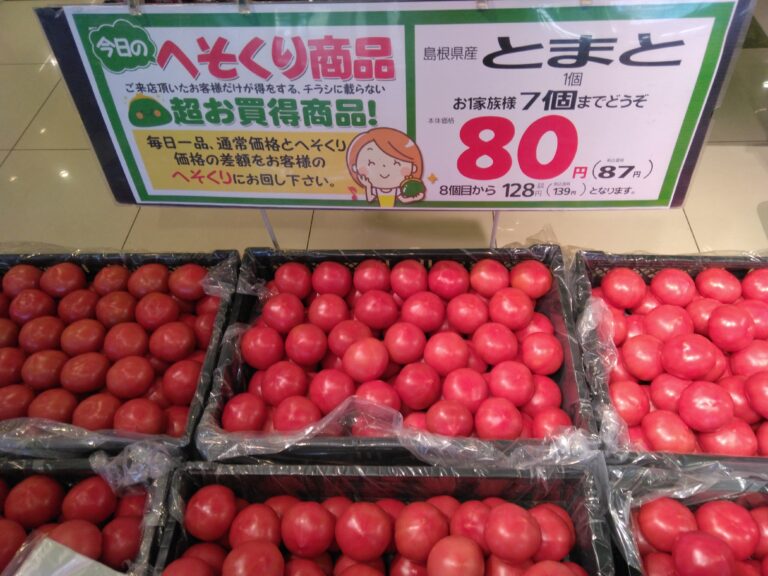 今日の
へそくり商品
ご来店頂いたお客様だけが得をする、チラシに載らない
超お買得商品!
毎日一品、通常価格とへそくり
価格の差額をお客様の
へそくりにお回し下さい。
島根県産 とまと
1個
お1家族様 7個までどうぞ
本体価格 80円 (税込価格 87円)
8個目から 128円 (税込価格 139円) となります。